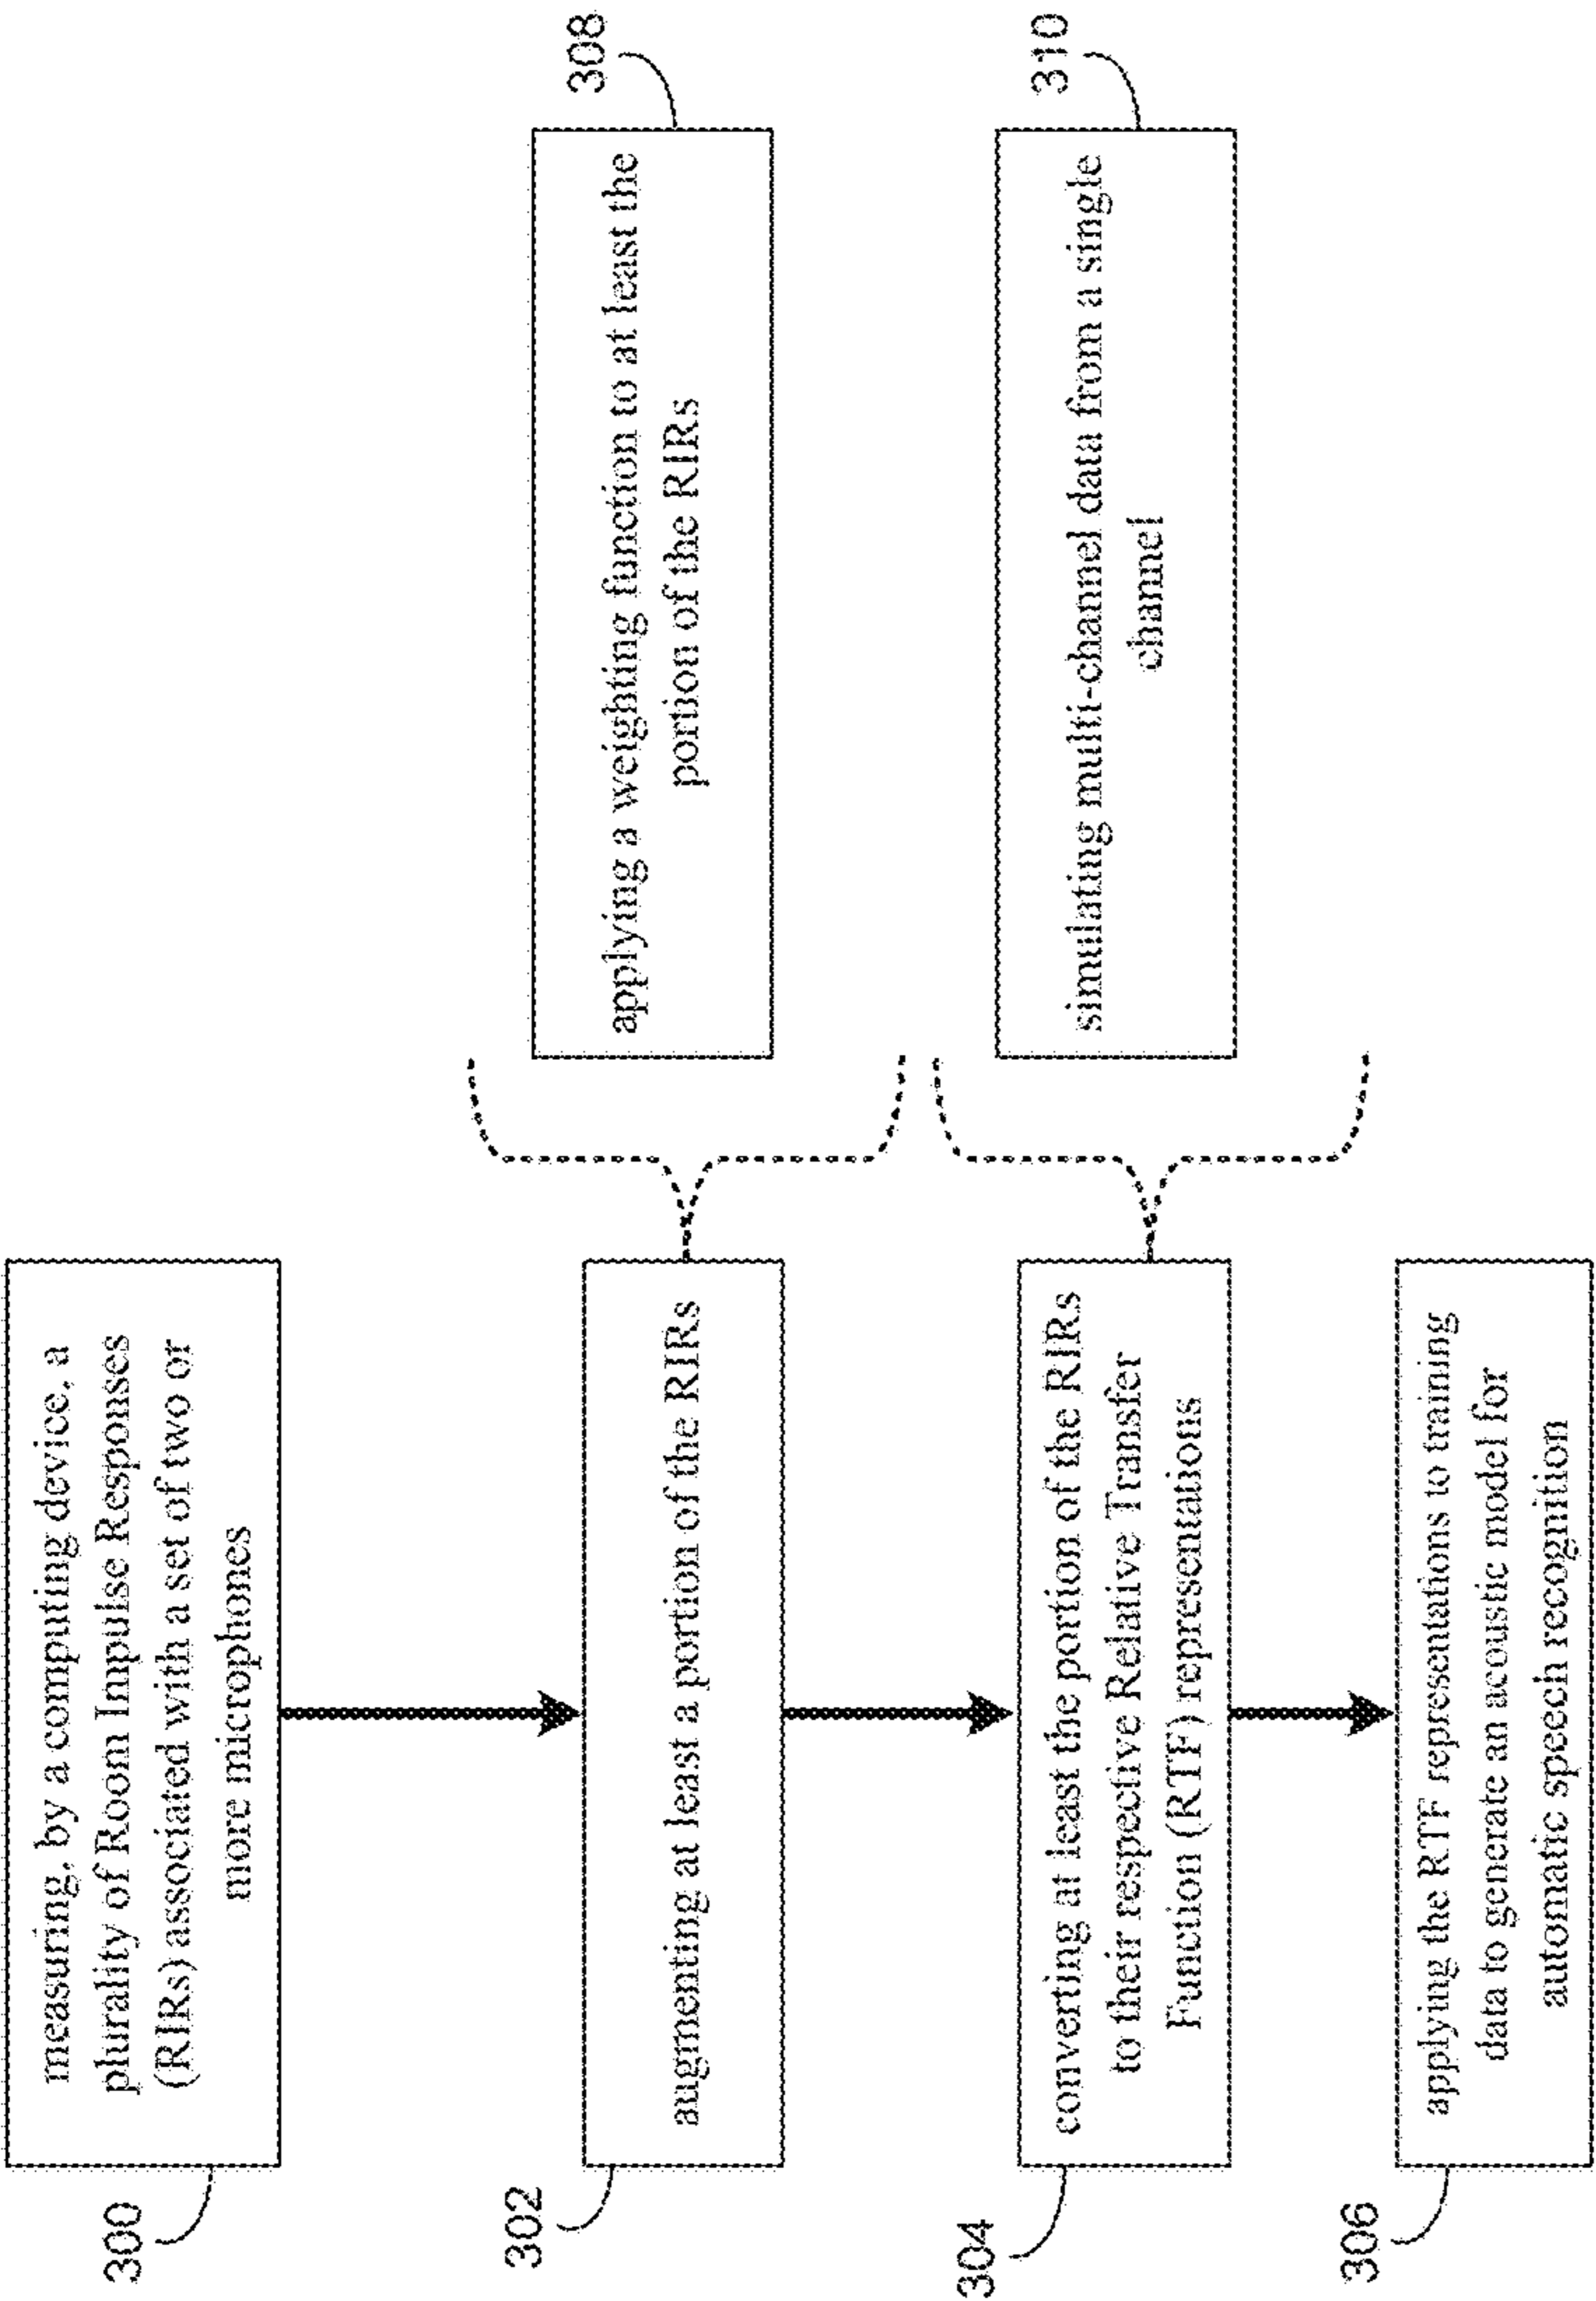 300
measuring, by a computing device, a
plurality of Room Impulse Responses
(RIRs) associated with a set of two or
more microphones
302
augmenting at least a portion of the RIRs
308
applying a weighting function to at least the
portion of the RIRs
304
converting at least the portion of the RIRs
to their respective Relative Transfer
Function (RTF) representations
310
simulating multi-channel data from a single
channel
306
applying the RTF representations to training
data to generate an acoustic model for
automatic speech recognition